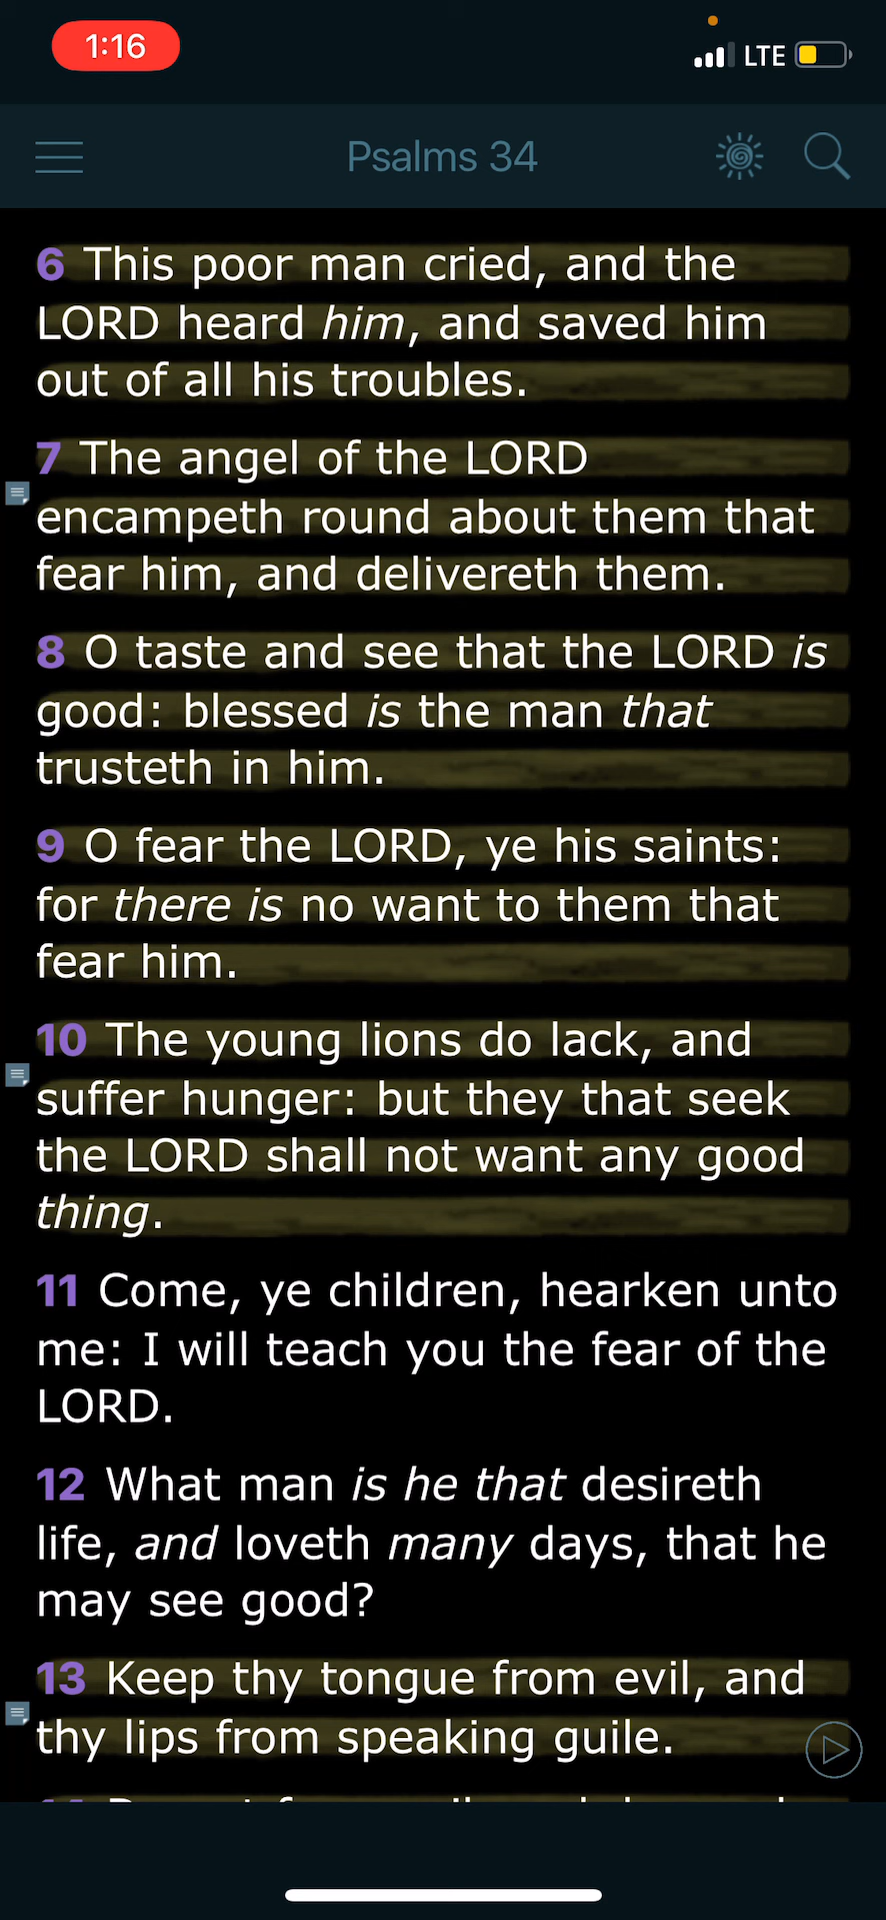 1:16
LTE
Psalms 34
6 This poor man cried, and the
LORD heard him, and saved him
out of all his troubles.
7 The angel of the LORD
encampeth round about them that
fear him, and delivereth them.
8 O taste and see that the LORD is
good: blessed is the man that
trusteth in him.
9 O fear the LORD, ye his saints:
for there is no want to them that
fear him.
10 The young lions do lack, and
suffer hunger: but they that seek
the LORD shall not want any good
thing.
11 Come, ye children, hearken unto
me: I will teach you the fear of the
LORD.
12 What man is he that desireth
life, and loveth many days, that he
may see good?
13 Keep thy tongue from evil, and
thy lips from speaking guile.